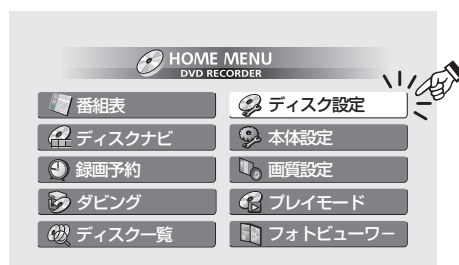 HOME MENU
DVD RECORDER
番組表
ディスク設定
ディスクナビ
本体設定
録画予約
画質設定
ダビング
プレイモード
ディスク一覧
フォトビューワー